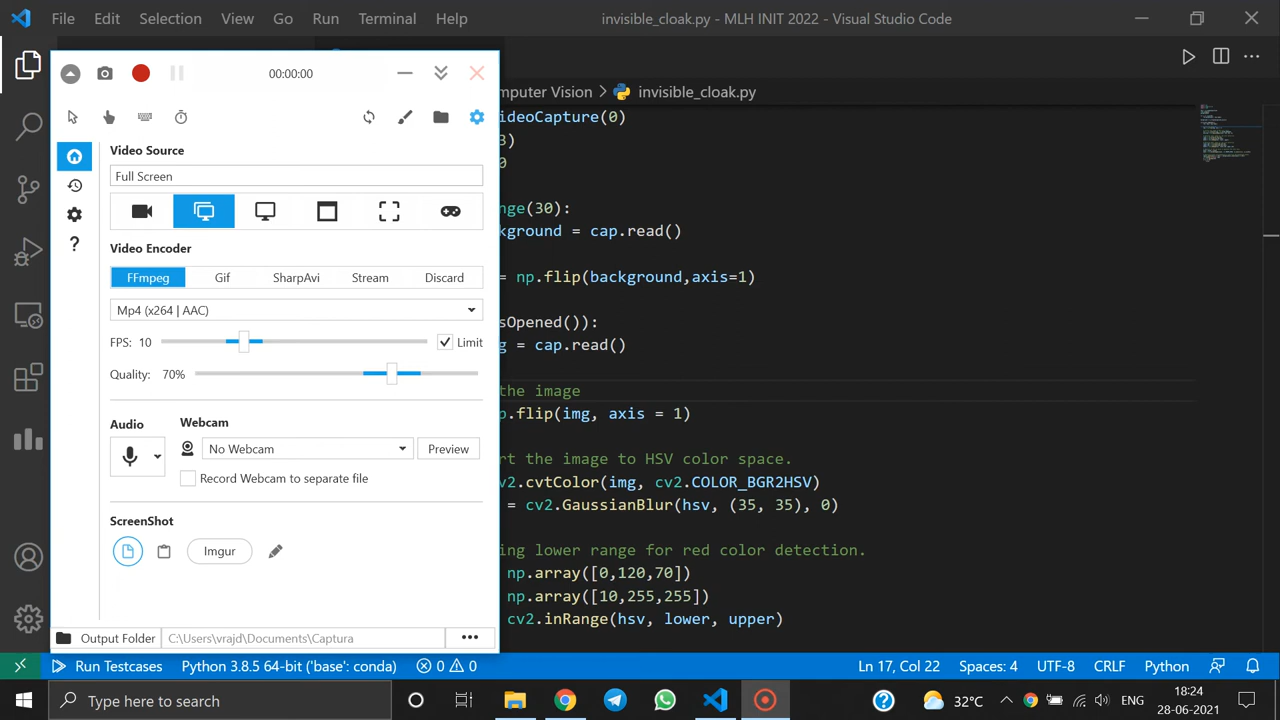 File Edit Selection View Go Run Terminal Help invisible_cloak.py - MLH INIT 2022 - Visual Studio Code
00:00:00
mputer Vision > invisible_cloak.py
Video Source
Full Screen
Video Encoder
FFmpeg Gif SharpAvi Stream Discard
Mp4 (x264 | AAC)
FPS: 10 Limit
Quality: 70%
Audio
Webcam
No Webcam Preview
Record Webcam to separate file
ScreenShot
Imgur
Output Folder C:\Users\vrajd\Documents\Captura •••
?
ideoCapture(0)
3)
0
nge(30):
kground = cap.read()
= np.flip(background,axis=1)
sOpened()):
g = cap.read()
the image
p.flip(img, axis = 1)
rt the image to HSV color space.
v2.cvtColor(img, cv2.COLOR_BGR2HSV)
= cv2.GaussianBlur(hsv, (35, 35), 0)
ing lower range for red color detection.
np.array([0,120,70])
np.array([10,255,255])
cv2.inRange(hsv, lower, upper)
Run Testcases Python 3.8.5 64-bit ('base': conda) 0 0 Ln 17, Col 22 Spaces: 4 UTF-8 CRLF Python
Type here to search ? 32°C ENG 18:24
28-06-2021